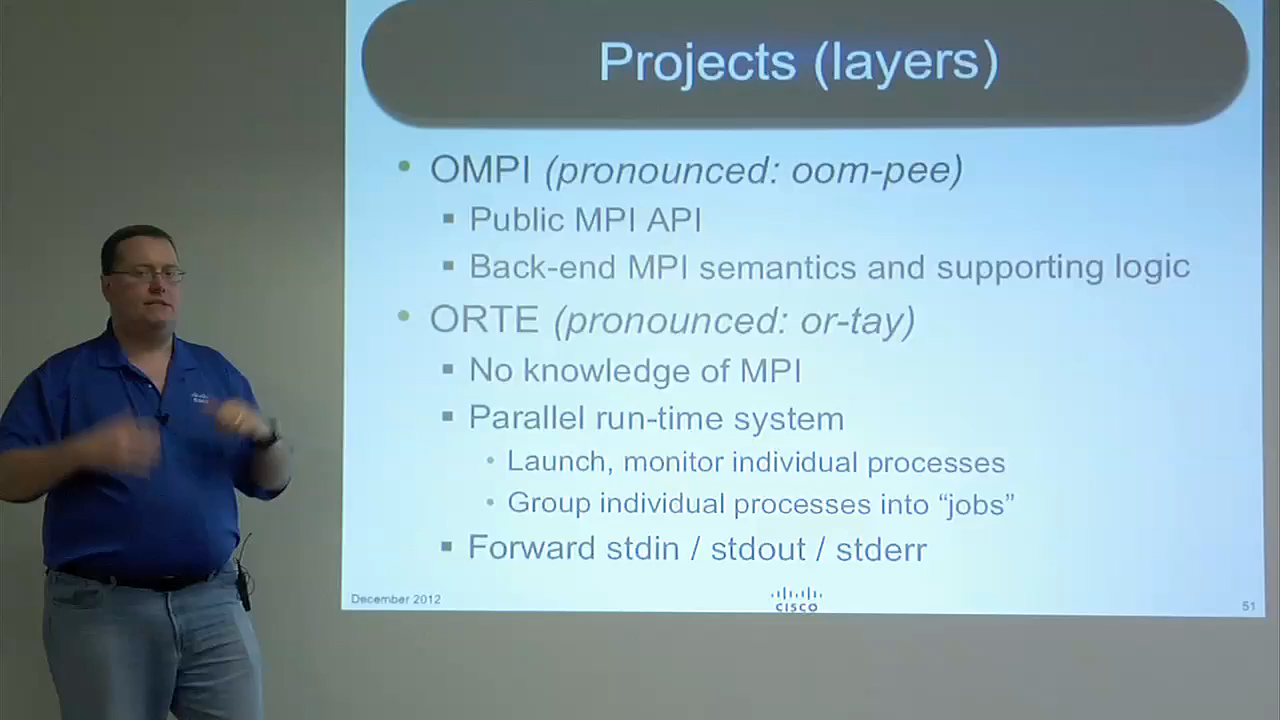 Projects (layers)
• OMPI (pronounced: oom-pee)
▪ Public MPI API
▪ Back-end MPI semantics and supporting logic
• ORTE (pronounced: or-tay)
▪ No knowledge of MPI
▪ Parallel run-time system
• Launch, monitor individual processes
• Group individual processes into “jobs”
▪ Forward stdin / stdout / stderr
December 2012
CISCO
51